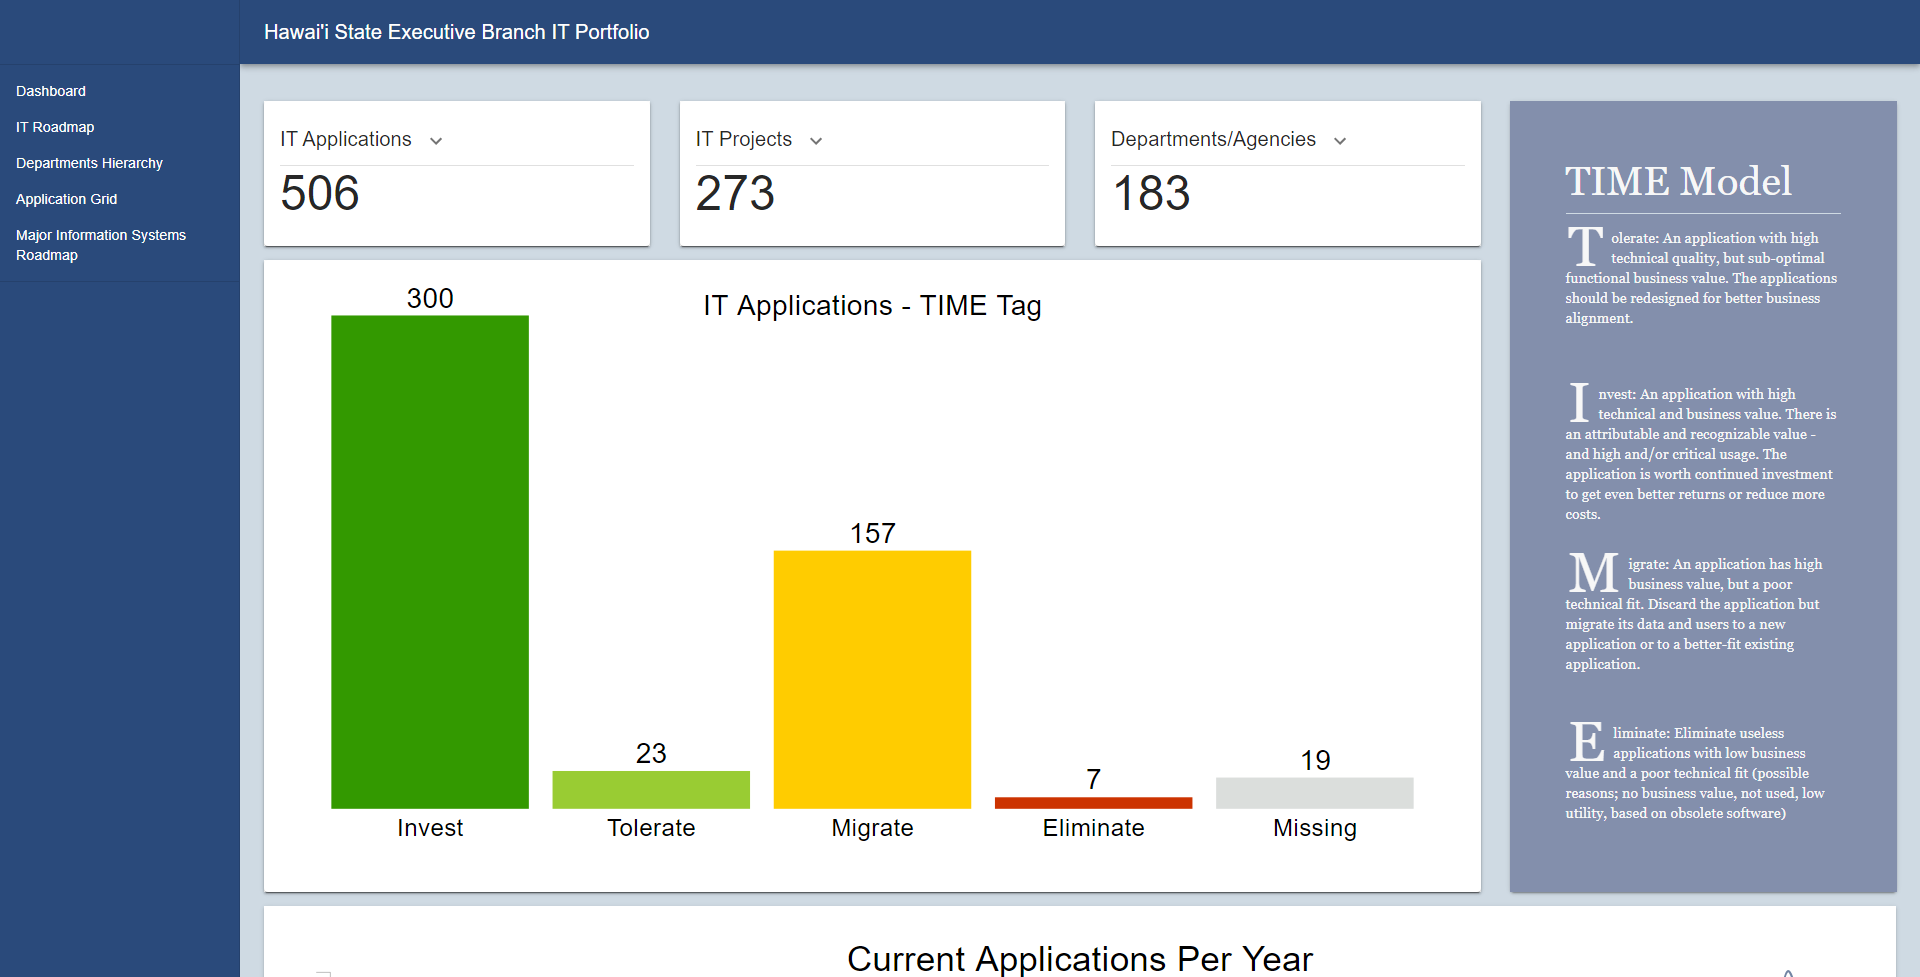 Hawai'i State Executive Branch IT Portfolio
Dashboard
IT Roadmap
Departments Hierarchy
Application Grid
Major Information Systems
Roadmap
IT Applications
506
IT Projects
273
Departments/Agencies
183
IT Applications - TIME Tag
300
23
157
7
19
Invest
Tolerate
Migrate
Eliminate
Missing
TIME Model
Tolerate: An application with high
technical quality, but sub-optimal
functional business value. The applications
should be redesigned for better business
alignment.
Invest: An application with high
technical and business value. There is
an attributable and recognizable value -
and high and/or critical usage. The
application is worth continued investment
to get even better returns or reduce more
costs.
Migrate: An application has high
business value, but a poor
technical fit. Discard the application but
migrate its data and users to a new
application or to a better-fit existing
application.
Eliminate: Eliminate useless
applications with low business
value and a poor technical fit (possible
reasons; no business value, not used, low
utility, based on obsolete software)
Current Applications Per Year